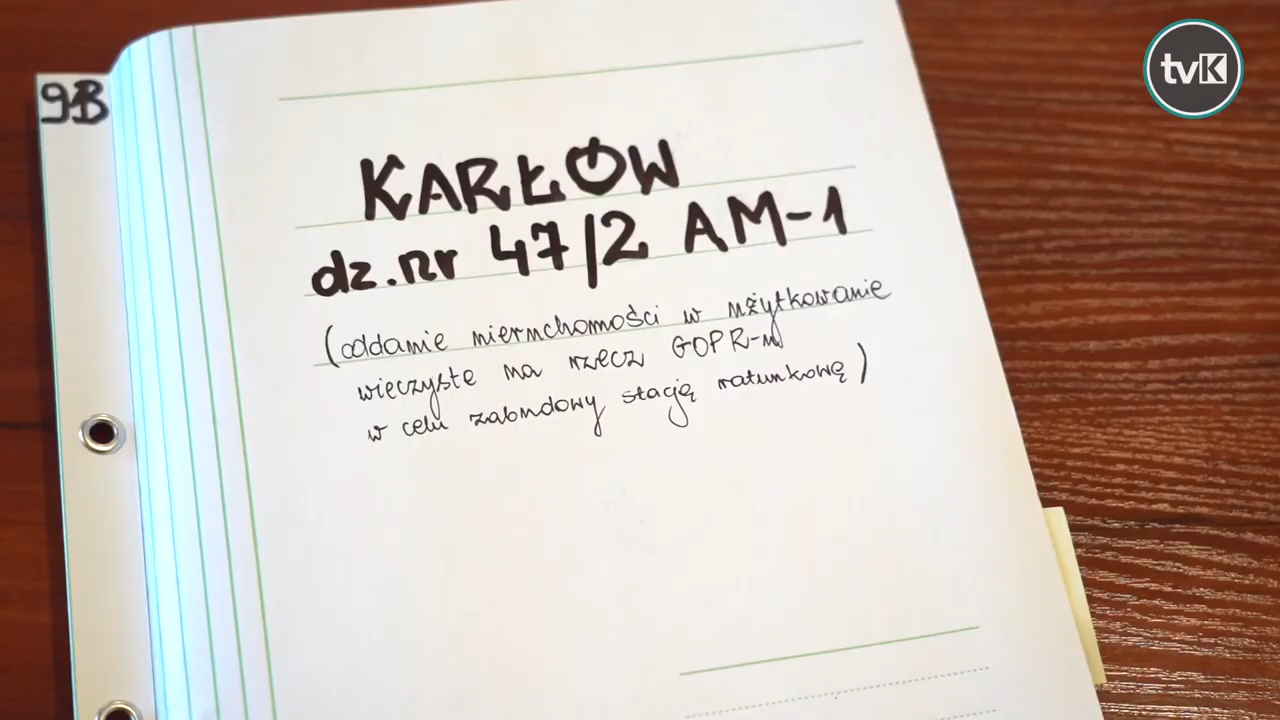 tvK
9B
KARŁÓW
dz.nr 47/2 AM-1
(oddanie nieruchomości w użytkowanie
wieczyste na rzecz GOPR-u
w celu zabudowy stacją ratunkową)